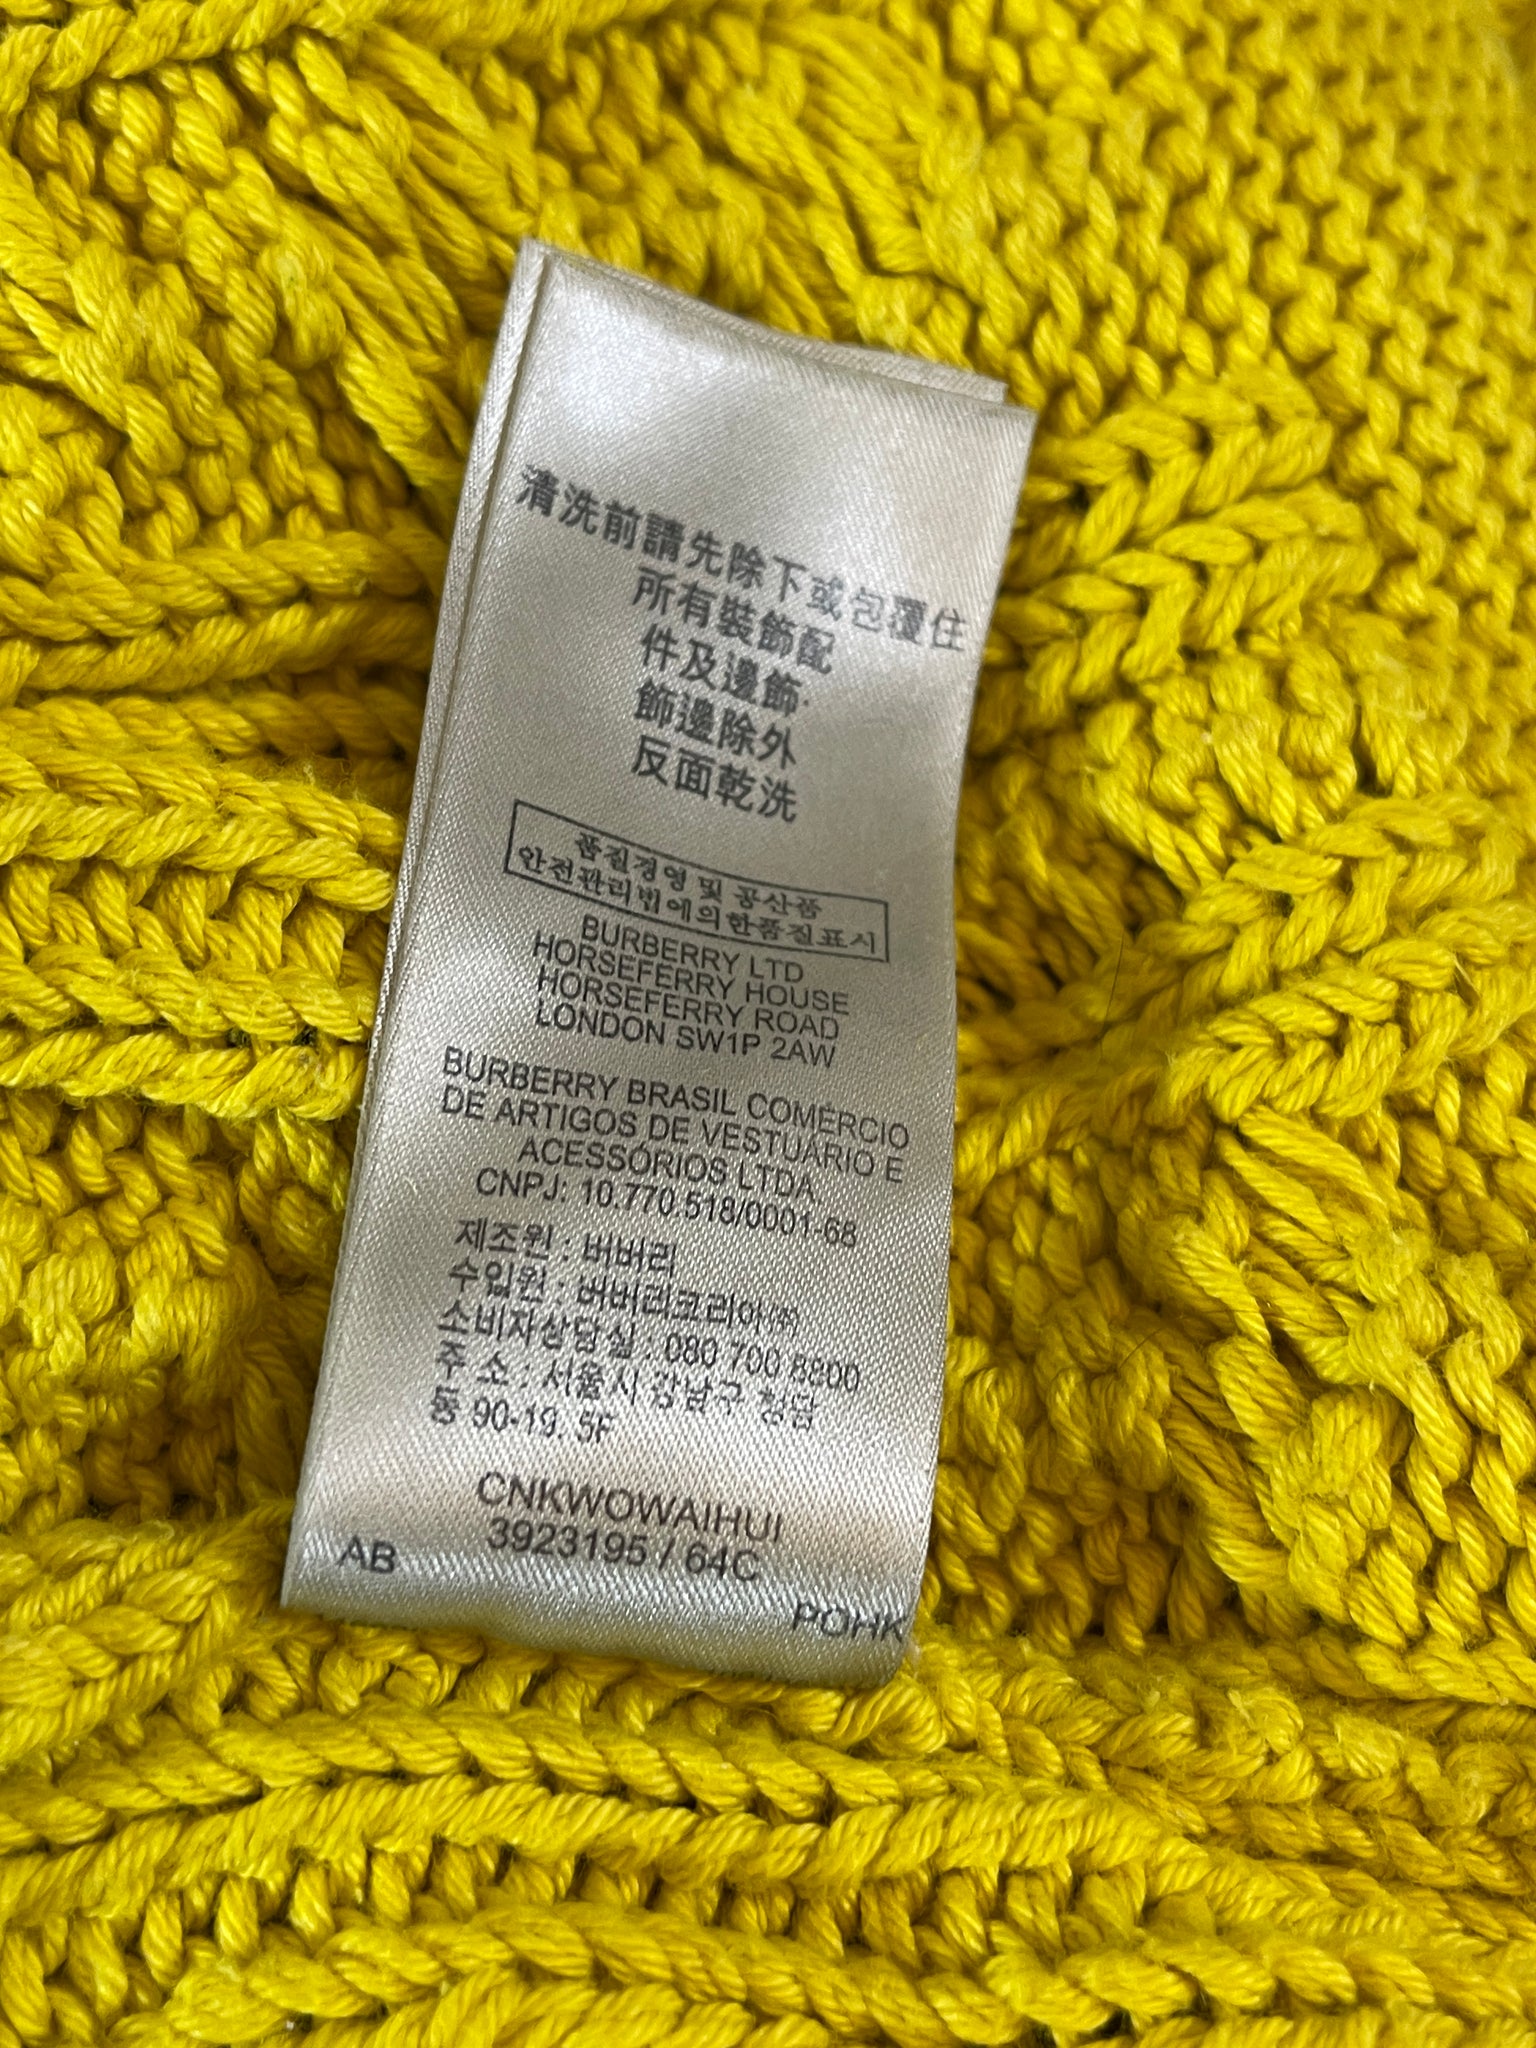 清洗前請先除下或包覆住
所有裝飾配
件及邊飾·
飾邊除外
反面乾洗
품질경영 및 공산품
안전관리법에의한품질표시
BURBERRY LTD
HORSEFERRY HOUSE
HORSEFERRY ROAD
LONDON SW1P 2AW
BURBERRY BRASIL COMÉRCIO
DE ARTIGOS DE VESTUÁRIO E
ACESSÓRIOS LTDA.
CNPJ: 10.770.518/0001-68
제조원 : 버버리
수입원 : 버버리코리아(주)
소비자상담실 : 080 700 8800
주 소 : 서울시 강남구 청담
동 90-19. 5F
CNKWOWAIHUI
3923195 / 64C
AB
POHK